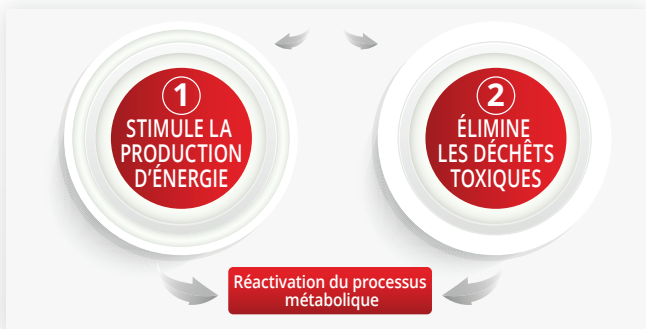 1
STIMULE LA
PRODUCTION
D'ÉNERGIE
2
ÉLIMINE
LES DÉCHÊTS
TOXIQUES
Réactivation du processus
métabolique